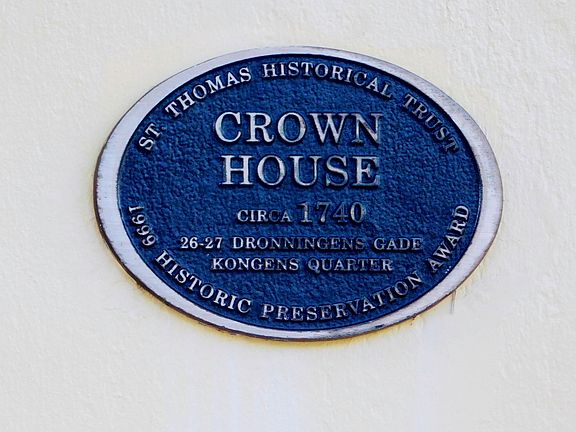 ST THOMAS HISTORICAL TRUST
CROWN
HOUSE
CIRCA 1740
26-27 DRONNINGENS GADE
KONGENS QUARTER
1999 HISTORIC PRESERVATION AWARD